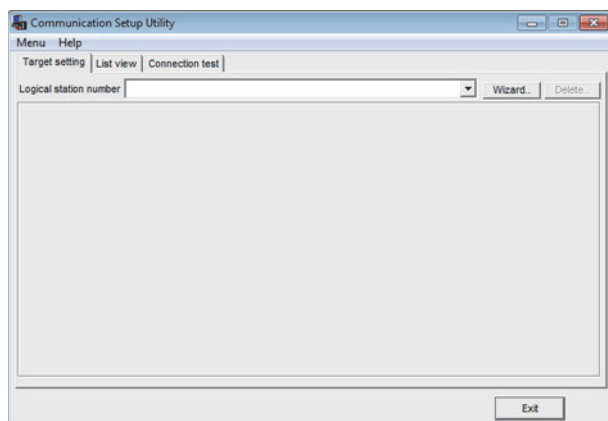 Communication Setup Utility
Menu Help
Target setting List view Connection test
Logical station number Wizard.. Delete..
Exit